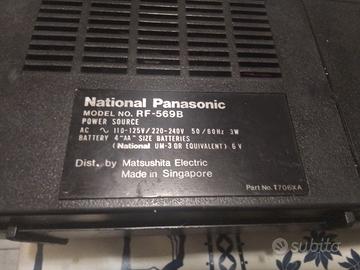 National Panasonic
MODEL NO. RF-569B
POWER SOURCE
AC ~ 110-125V/220-240V 50/60Hz 3W
BATTERY 4 "AA" SIZE BATTERIES
(National UM-3 OR EQUIVALENT) 6V
Dist. by Matsushita Electric
Made in Singapore
Part No. T706XA
subito